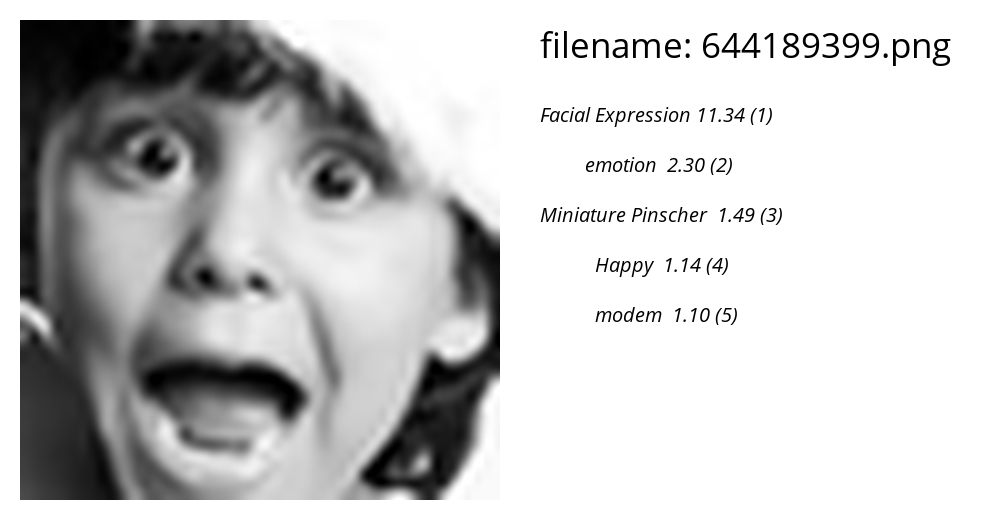 filename: 644189399.png
Facial Expression 11.34 (1)
emotion 2.30 (2)
Miniature Pinscher 1.49 (3)
Happy 1.14 (4)
modem 1.10 (5)